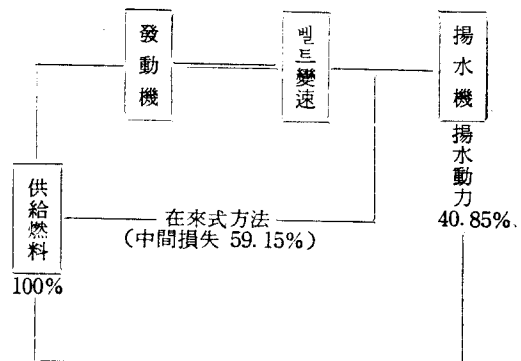 發動機
벨트變速
揚水機
揚水動力
40.85%
供給燃料
100%
在來式方法
(中間損失 59.15%)